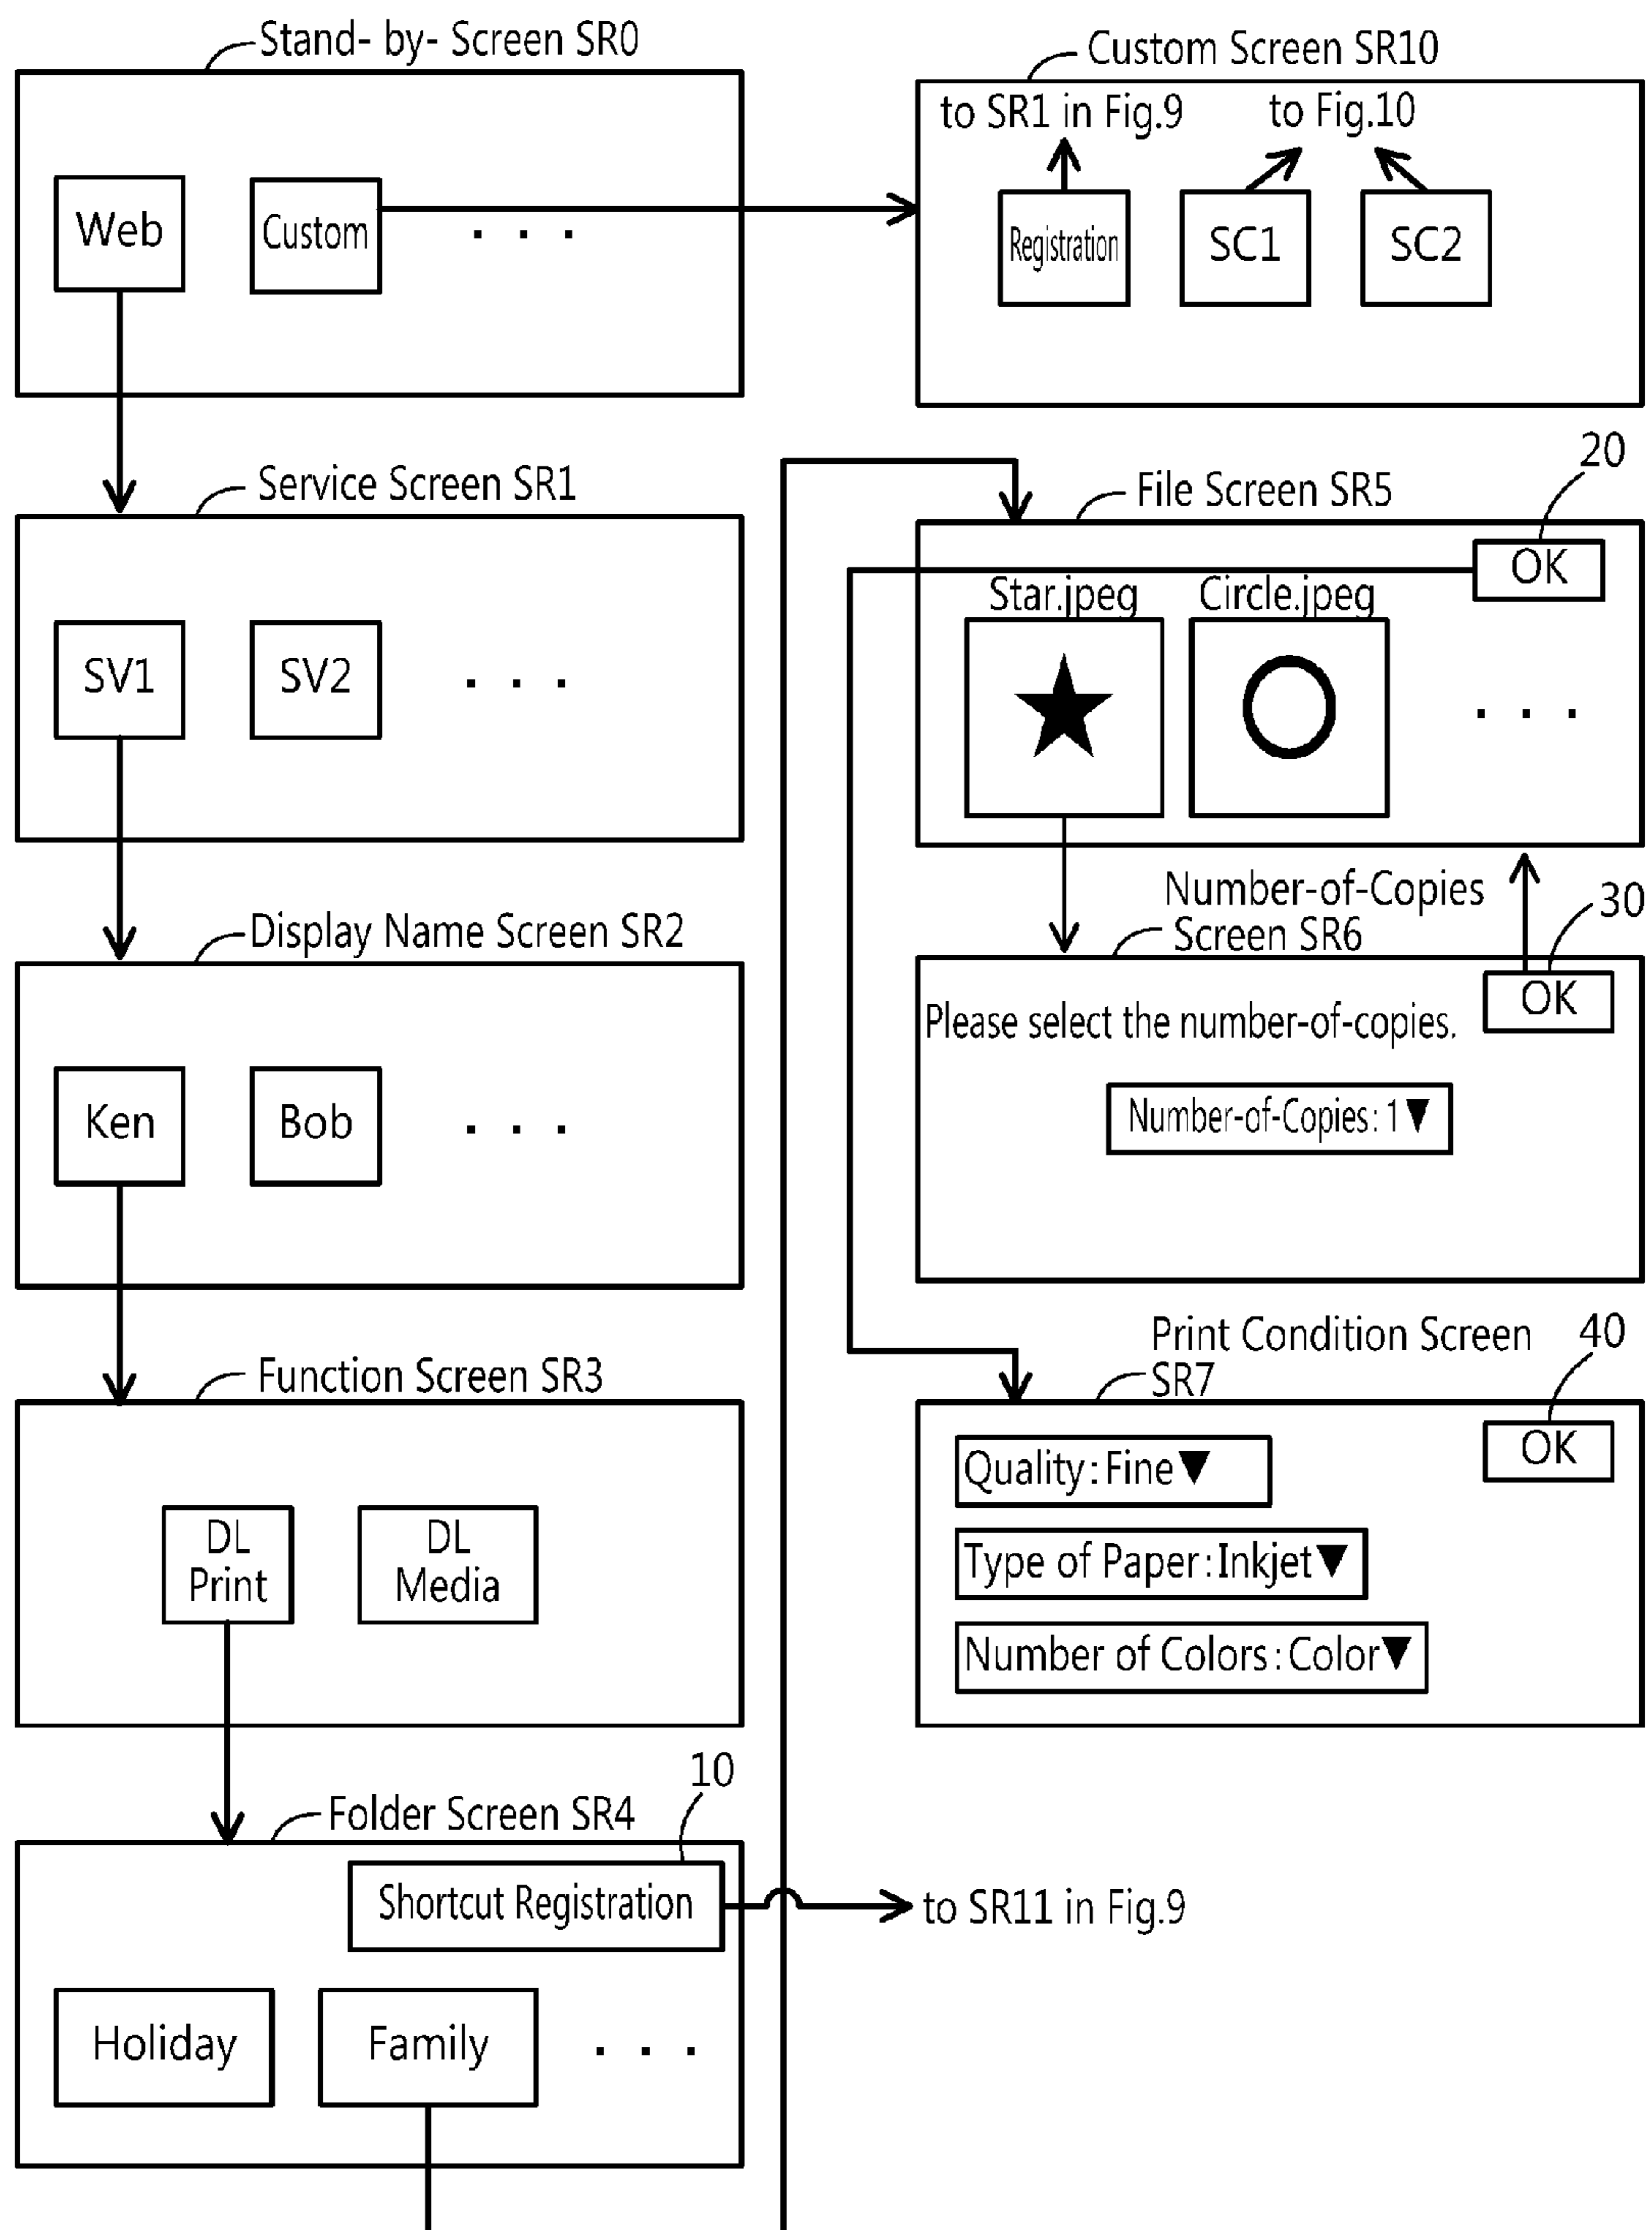 Stand- by- Screen SR0
Web
Custom
. . .
Service Screen SR1
SV1
SV2
. . .
Display Name Screen SR2
Ken
Bob
. . .
Function Screen SR3
DL
Print
DL
Media
Folder Screen SR4
10
Shortcut Registration
to SR11 in Fig.9
Holiday
Family
. . .
Custom Screen SR10
to SR1 in Fig.9
to Fig.10
Registration
SC1
SC2
File Screen SR5
20
OK
Star.jpeg
Circle.jpeg
. . .
Number-of-Copies
Screen SR6
30
OK
Please select the number-of-copies.
Number-of-Copies: 1▼
Print Condition Screen
SR7
40
OK
Quality: Fine▼
Type of Paper: Inkjet▼
Number of Colors: Color▼